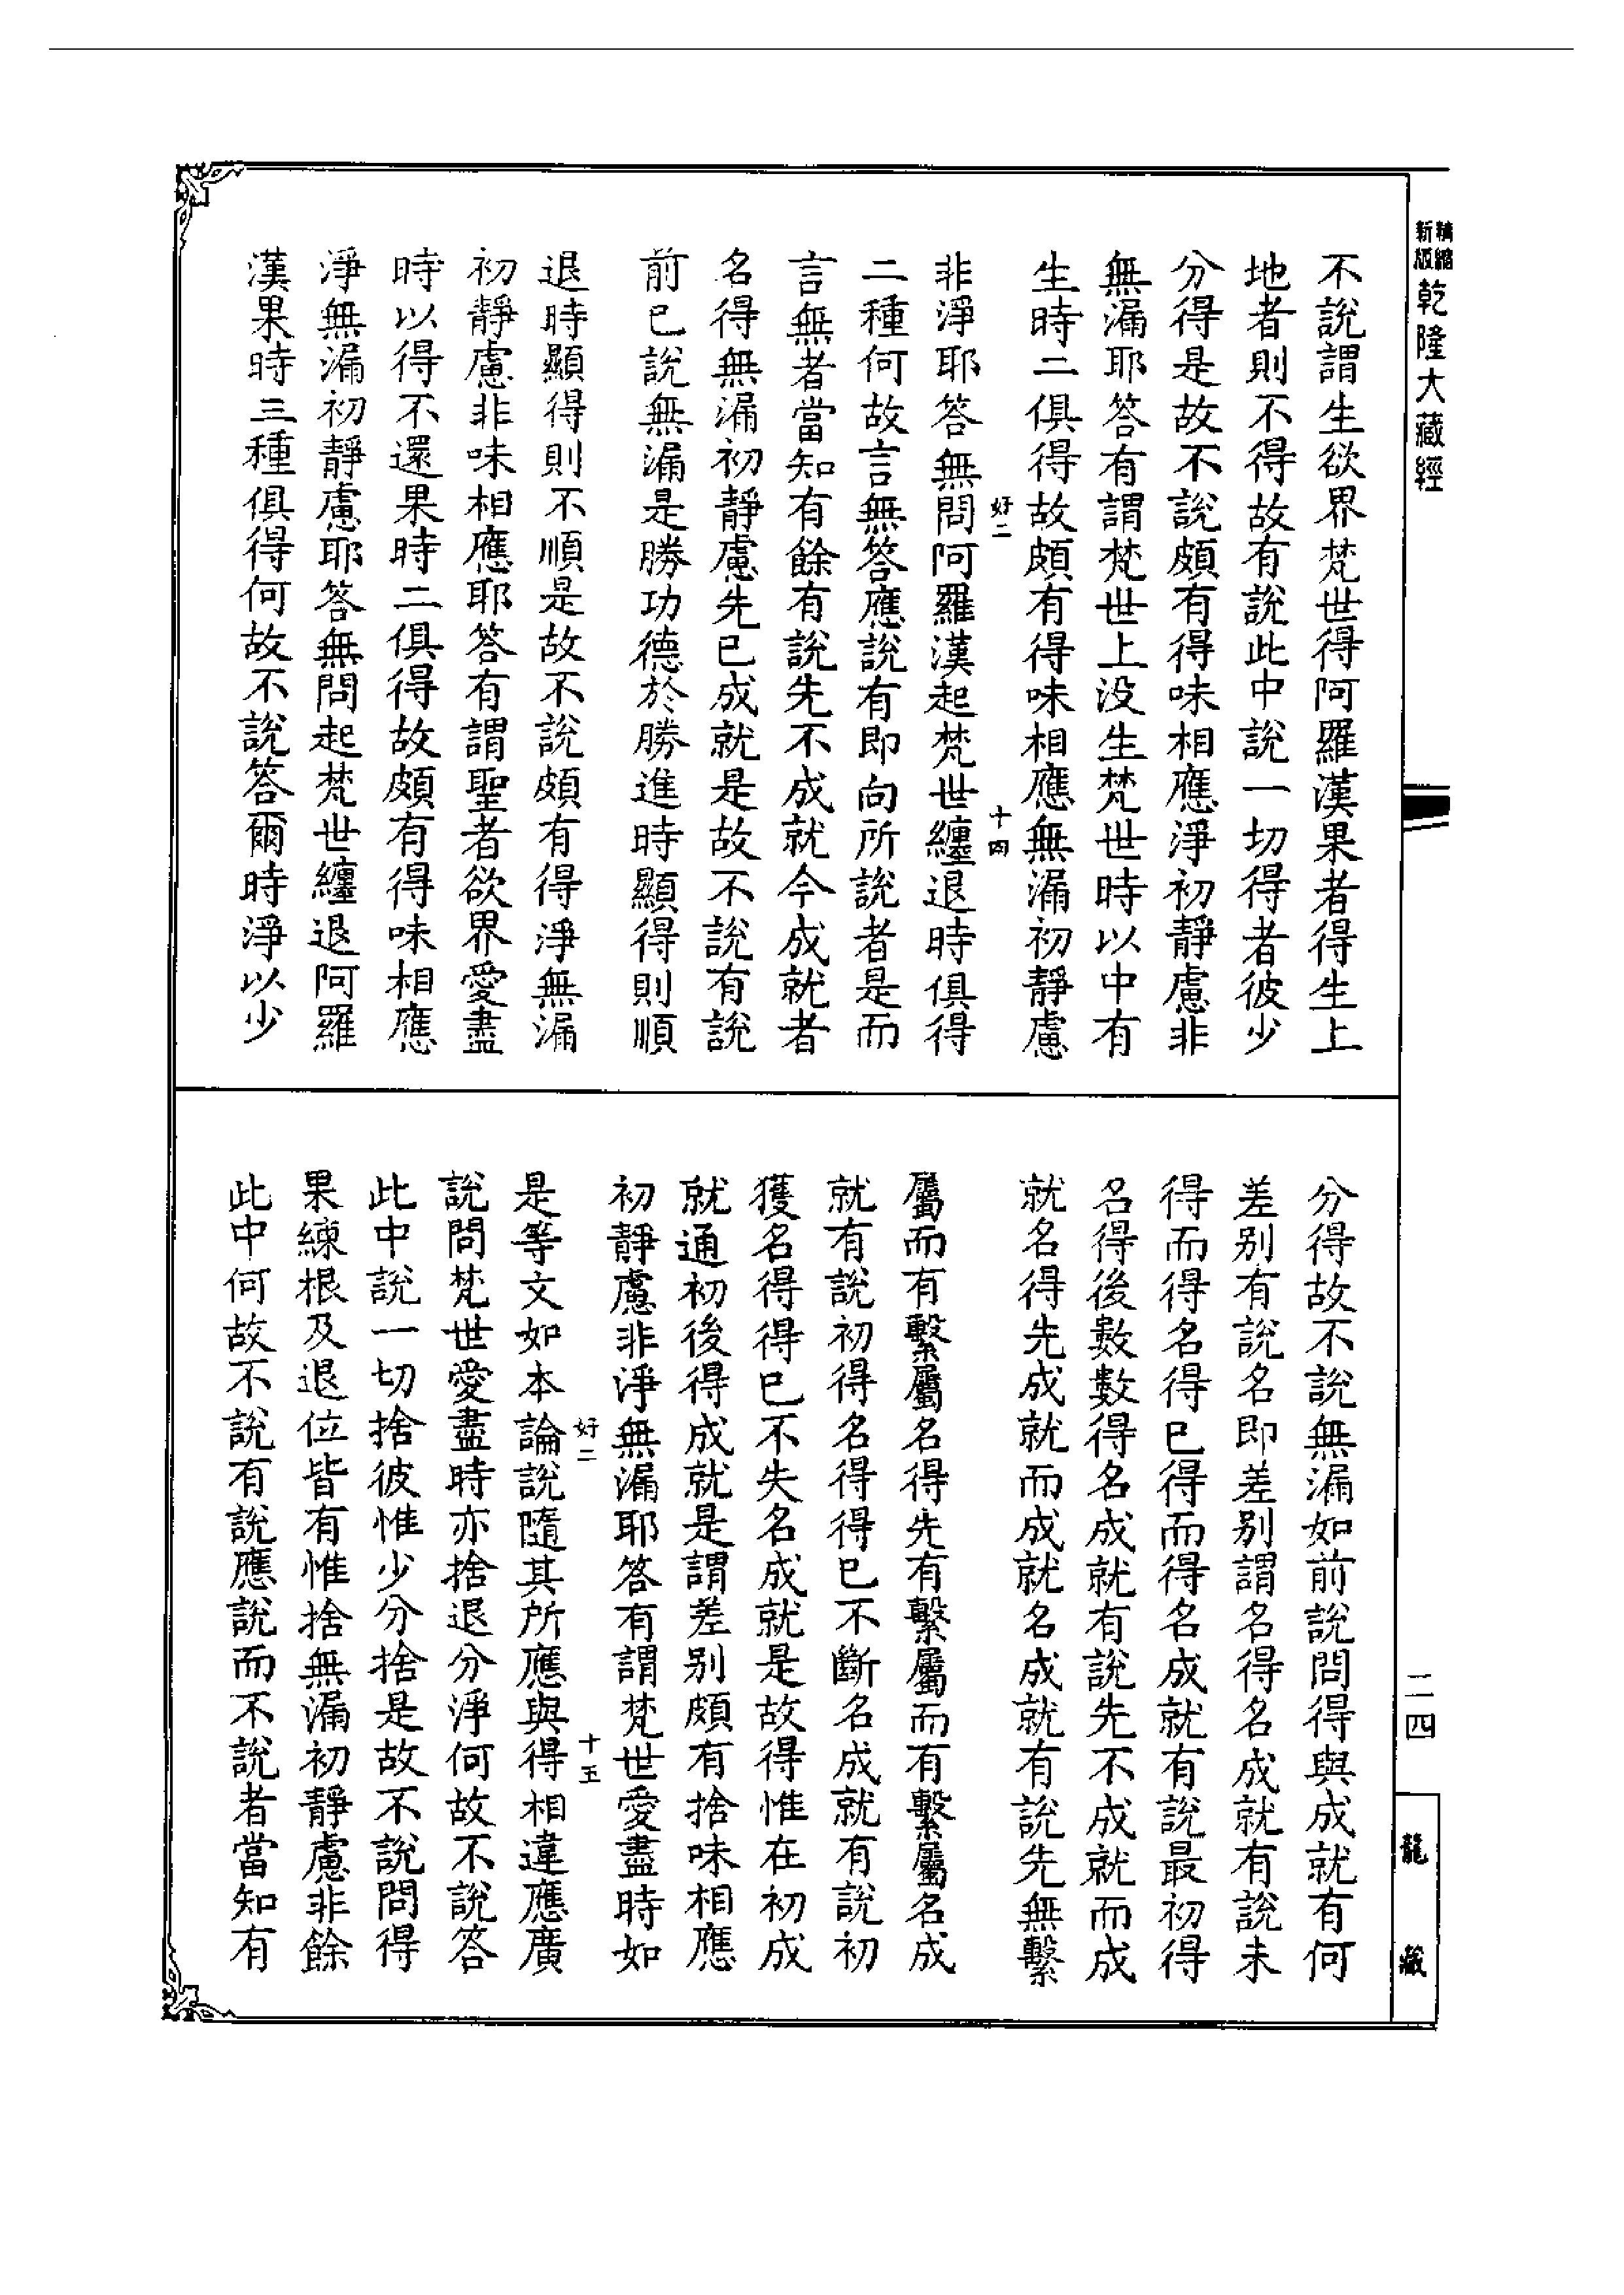 精縮新版乾隆大藏經
不說謂生欲界梵世得阿羅漢果者得生上
地者則不得故有說此中說一切得者彼少
分得是故不說頗有得味相應淨初靜慮非
無漏耶答有謂梵世上没生梵世時以中有
生時二俱得故頗有得味相應無漏初靜慮
好二 十四
非淨耶答無問阿羅漢起梵世纏退時俱得
二種何故言無答應說有即向所說者是而
言無者當知有餘有說先不成就今成就者
名得無漏初靜慮先已成就是故不說有說
前已說無漏是勝功德於勝進時顯得則順
退時顯得則不順是故不說頗有得淨無漏
初靜慮非味相應耶答有謂聖者欲界愛盡
時以得不還果時二俱得故頗有得味相應
淨無漏初靜慮耶答無問起梵世纏退阿羅
漢果時三種俱得何故不說答爾時淨以少
分得故不說無漏如前說問得與成就有何
差别有說名即差别謂名得名成就有說未
得而得名得已得而得名成就有說最初得
名得後數數得名成就有說先不成就而成
就名得先成就而成就名成就有說先無繫
屬而有繫屬名得先有繫屬而有繫屬名成
就有說初得名得得已不斷名成就有說初
獲名得得已不失名成就是故得惟在初成
就通初後得成就是謂差别頗有捨味相應
初靜慮非淨無漏耶答有謂梵世愛盡時如
好二 十五
是等文如本論說隨其所應與得相違應廣
說問梵世愛盡時亦捨退分淨何故不說答
此中說一切捨彼惟少分捨是故不說問得
果練根及退位皆有惟捨無漏初靜慮非餘
此中何故不說有說應說而不說者當知有
二四
龍藏